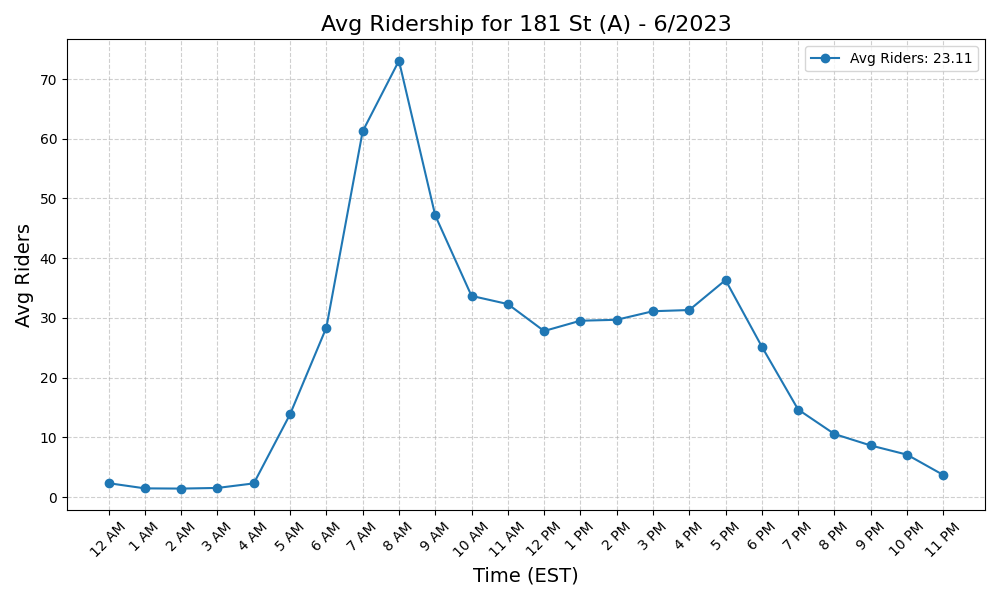 Avg Ridership for 181 St (A) - 6/2023
Avg Riders: 23.11
Avg Riders
70
60
50
40
30
20
10
0
12 AM
1 AM
2 AM
3 AM
4 AM
5 AM
6 AM
7 AM
8 AM
9 AM
10 AM
11 AM
12 PM
1 PM
2 PM
3 PM
4 PM
5 PM
6 PM
7 PM
8 PM
9 PM
10 PM
11 PM
Time (EST)